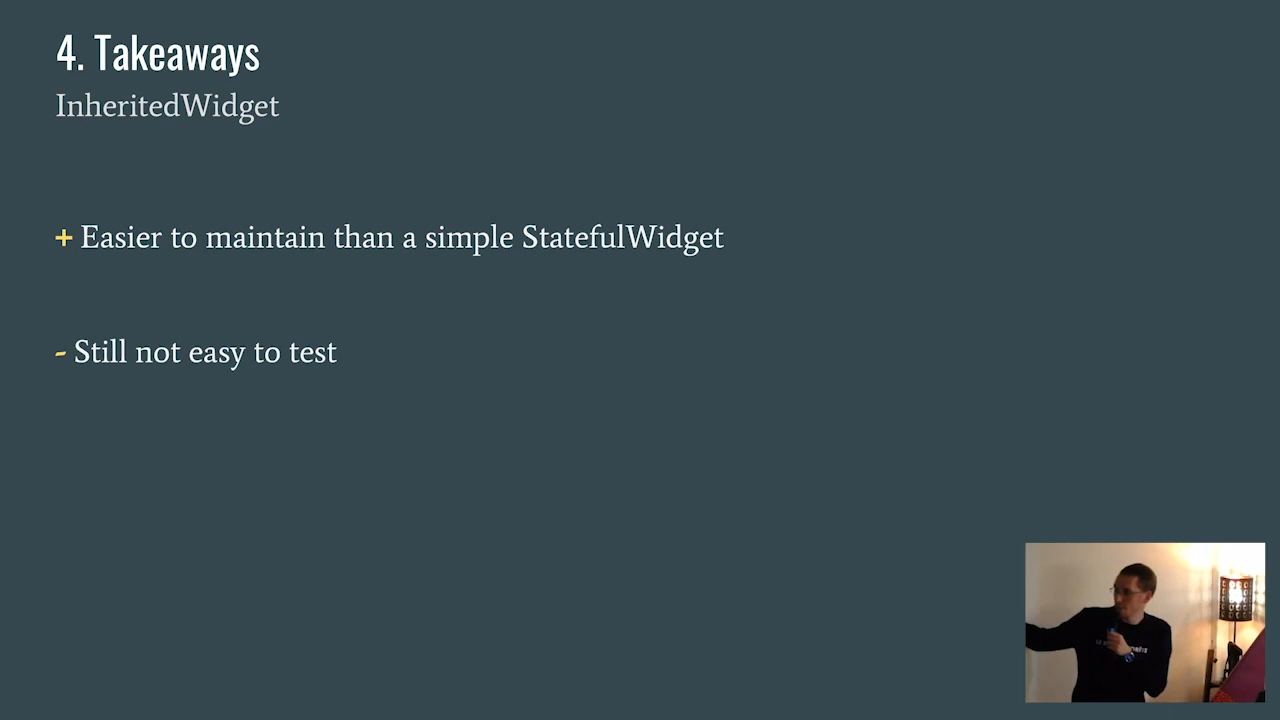 4. Takeaways
InheritedWidget
+ Easier to maintain than a simple StatefulWidget
- Still not easy to test